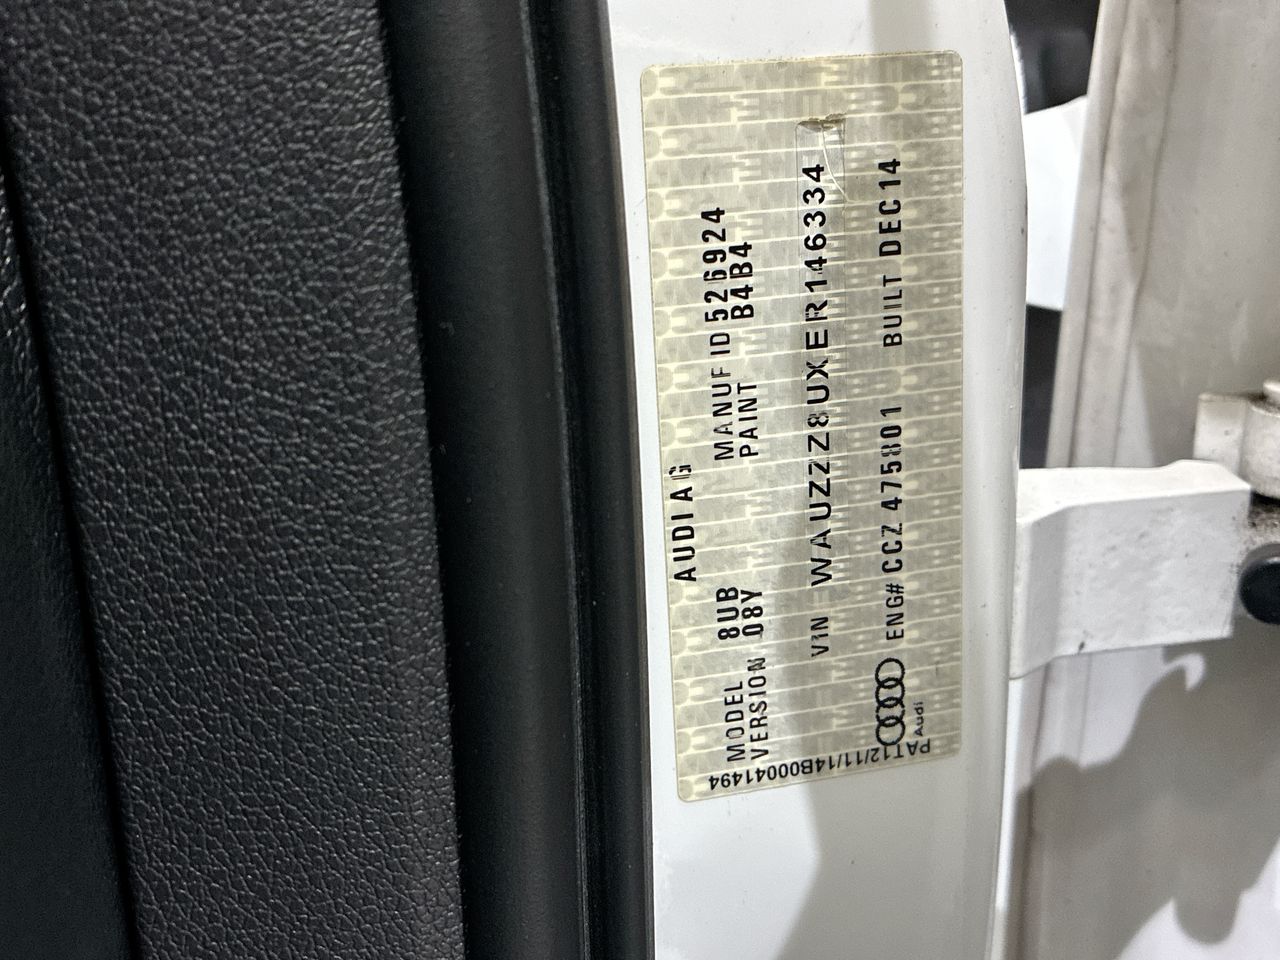 AUDI AG
MODEL 8UB MANUF ID 526924
VERSION 08Y PAINT B4B4
VIN WAUZZZ8UXER146334
ENG# CCZ 475801 BUILT DEC14
Audi
PAT12/11/14B00041494